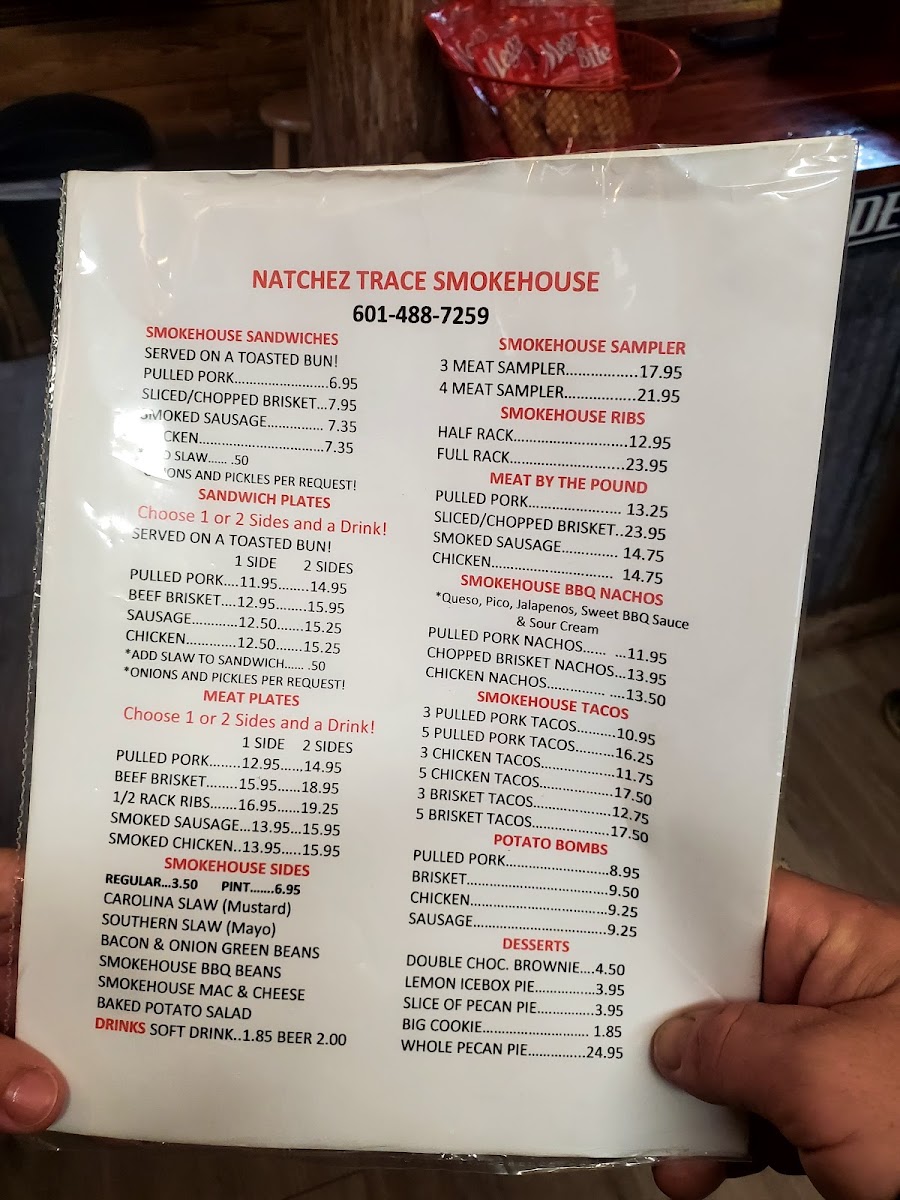 NATCHEZ TRACE SMOKEHOUSE
601-488-7259
SMOKEHOUSE SANDWICHES
SERVED ON A TOASTED BUN!
PULLED PORK............................6.95
SLICED/CHOPPED BRISKET...7.95
SMOKED SAUSAGE............... 7.35
CHICKEN..................................7.35
SLAW...... .50
ONIONS AND PICKLES PER REQUEST!
SANDWICH PLATES
Choose 1 or 2 Sides and a Drink!
SERVED ON A TOASTED BUN!
1 SIDE 2 SIDES
PULLED PORK....11.95........14.95
BEEF BRISKET....12.95........15.95
SAUSAGE............12.50.......15.25
CHICKEN.............12.50......15.25
*ADD SLAW TO SANDWICH...... .50
*ONIONS AND PICKLES PER REQUEST!
MEAT PLATES
Choose 1 or 2 Sides and a Drink!
1 SIDE 2 SIDES
PULLED PORK.......12.95......14.95
BEEF BRISKET.......15.95......18.95
1/2 RACK RIBS.......16.95......19.25
SMOKED SAUSAGE...13.95...15.95
SMOKED CHICKEN..13.95.....15.95
SMOKEHOUSE SIDES
REGULAR...3.50 PINT.......6.95
CAROLINA SLAW (Mustard)
SOUTHERN SLAW (Mayo)
BACON & ONION GREEN BEANS
SMOKEHOUSE BBQ BEANS
SMOKEHOUSE MAC & CHEESE
BAKED POTATO SALAD
DRINKS SOFT DRINK..1.85 BEER 2.00
SMOKEHOUSE SAMPLER
3 MEAT SAMPLER.................17.95
4 MEAT SAMPLER.................21.95
SMOKEHOUSE RIBS
HALF RACK...........................12.95
FULL RACK...........................23.95
MEAT BY THE POUND
PULLED PORK...................... 13.25
SLICED/CHOPPED BRISKET..23.95
SMOKED SAUSAGE............. 14.75
CHICKEN............................. 14.75
SMOKEHOUSE BBQ NACHOS
*Queso, Pico, Jalapenos, Sweet BBQ Sauce
& Sour Cream
PULLED PORK NACHOS...... ...11.95
CHOPPED BRISKET NACHOS...13.95
CHICKEN NACHOS.............. ....13.50
SMOKEHOUSE TACOS
3 PULLED PORK TACOS..........10.95
5 PULLED PORK TACOS..........16.25
3 CHICKEN TACOS..................11.75
5 CHICKEN TACOS..................17.50
3 BRISKET TACOS...................12.75
5 BRISKET TACOS...................17.50
POTATO BOMBS
PULLED PORK.........................8.95
BRISKET..................................9.50
CHICKEN..................................9.25
SAUSAGE.................................9.25
DESSERTS
DOUBLE CHOC. BROWNIE....4.50
LEMON ICEBOX PIE...............3.95
SLICE OF PECAN PIE..............3.95
BIG COOKIE.......................... 1.85
WHOLE PECAN PIE...............24.95
DE
Bite